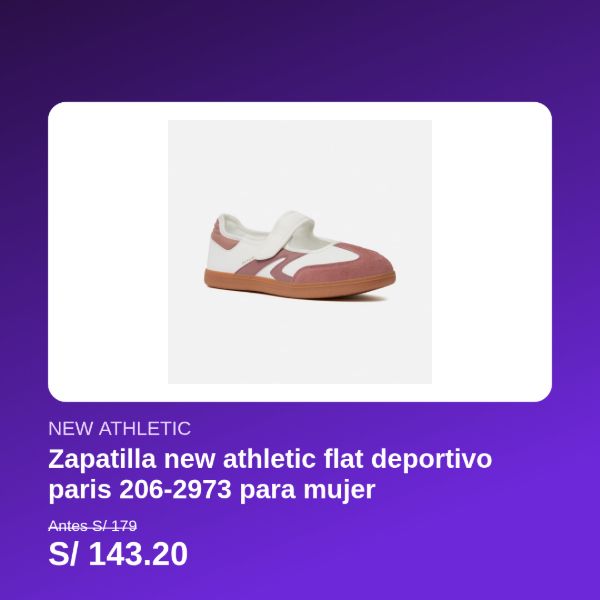 NEW ATHLETIC
Zapatilla new athletic flat deportivo
paris 206-2973 para mujer
Antes S/ 179
S/ 143.20